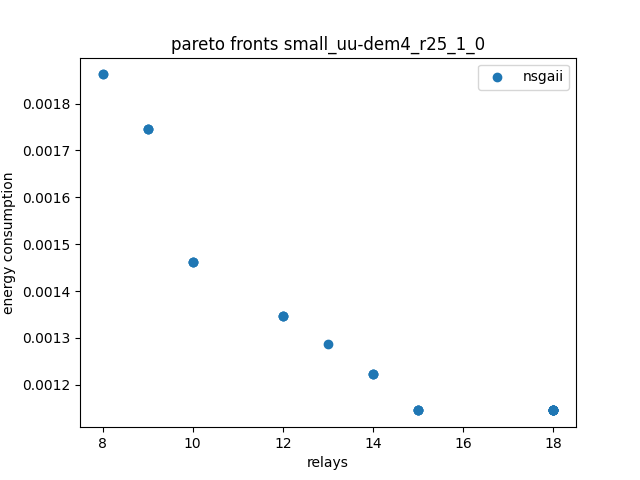 pareto fronts small_uu-dem4_r25_1_0
nsgaii
0.0018
0.0017
0.0016
0.0015
0.0014
0.0013
0.0012
energy consumption
8 10 12 14 16 18
relays